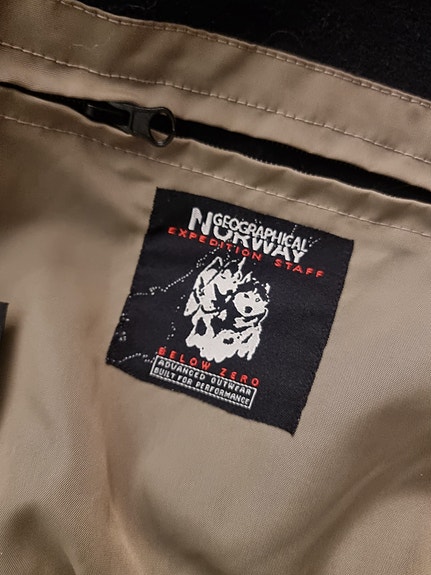 GEOGRAPHICAL
NORWAY
EXPEDITION STAFF
BELOW ZERO
ADVANCED OUTWEAR
BUILT FOR PERFORMANCE